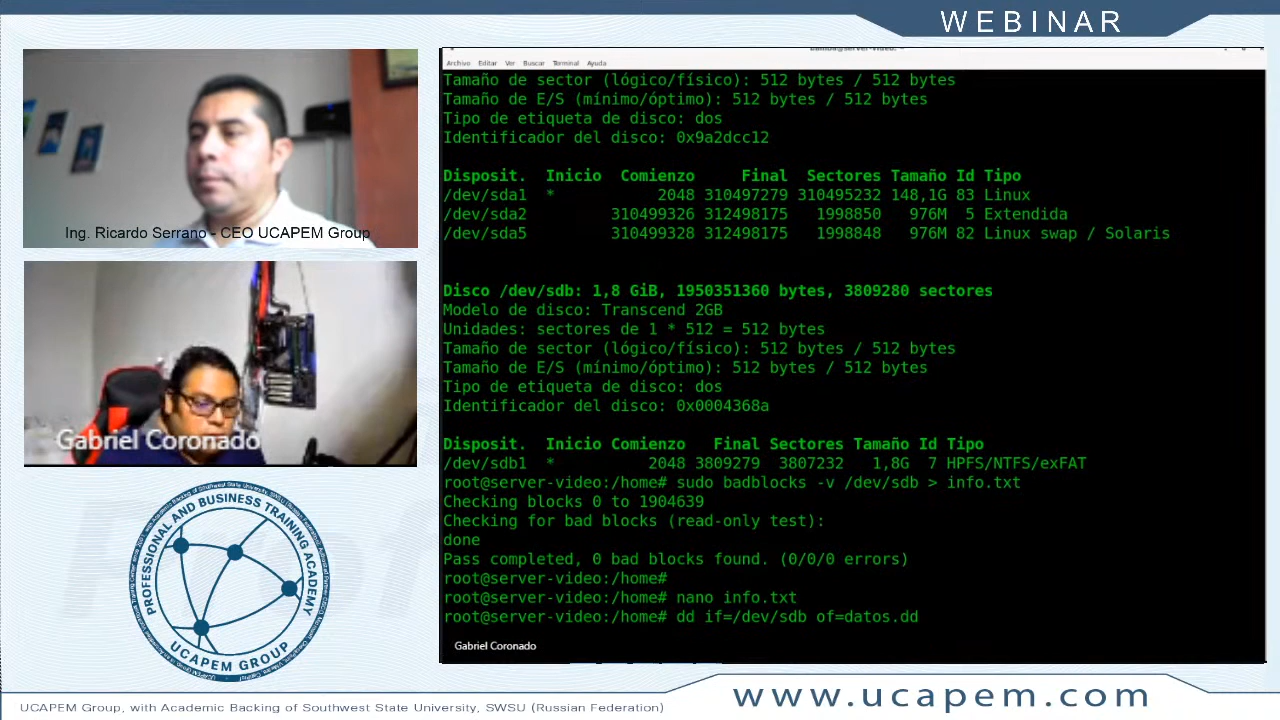 WEBINAR
Archivo Editar Ver Buscar Terminal Ayuda
Tamaño de sector (lógico/físico): 512 bytes / 512 bytes
Tamaño de E/S (mínimo/óptimo): 512 bytes / 512 bytes
Tipo de etiqueta de disco: dos
Identificador del disco: 0x9a2dcc12
Disposit. Inicio Comienzo Final Sectores Tamaño Id Tipo
/dev/sda1 * 2048 310497279 310495232 148,1G 83 Linux
/dev/sda2 310499326 312498175 1998850 976M 5 Extendida
/dev/sda5 310499328 312498175 1998848 976M 82 Linux swap / Solaris
Disco /dev/sdb: 1,8 GiB, 1950351360 bytes, 3809280 sectores
Modelo de disco: Transcend 2GB
Unidades: sectores de 1 * 512 = 512 bytes
Tamaño de sector (lógico/físico): 512 bytes / 512 bytes
Tamaño de E/S (mínimo/óptimo): 512 bytes / 512 bytes
Tipo de etiqueta de disco: dos
Identificador del disco: 0x0004368a
Disposit. Inicio Comienzo Final Sectores Tamaño Id Tipo
/dev/sdb1 * 2048 3809279 3807232 1,8G 7 HPFS/NTFS/exFAT
root@server-video:/home# sudo badblocks -v /dev/sdb > info.txt
Checking blocks 0 to 1904639
Checking for bad blocks (read-only test):
done
Pass completed, 0 bad blocks found. (0/0/0 errors)
root@server-video:/home#
root@server-video:/home# nano info.txt
root@server-video:/home# dd if=/dev/sdb of=datos.dd
Gabriel Coronado
Ing. Ricardo Serrano - CEO UCAPEM Group
Gabriel Coronado
PROFESSIONAL AND BUSINESS TRAINING ACADEMY
UCAPEM GROUP
www.ucapem.com
UCAPEM Group, with Academic Backing of Southwest State University, SWSU (Russian Federation)